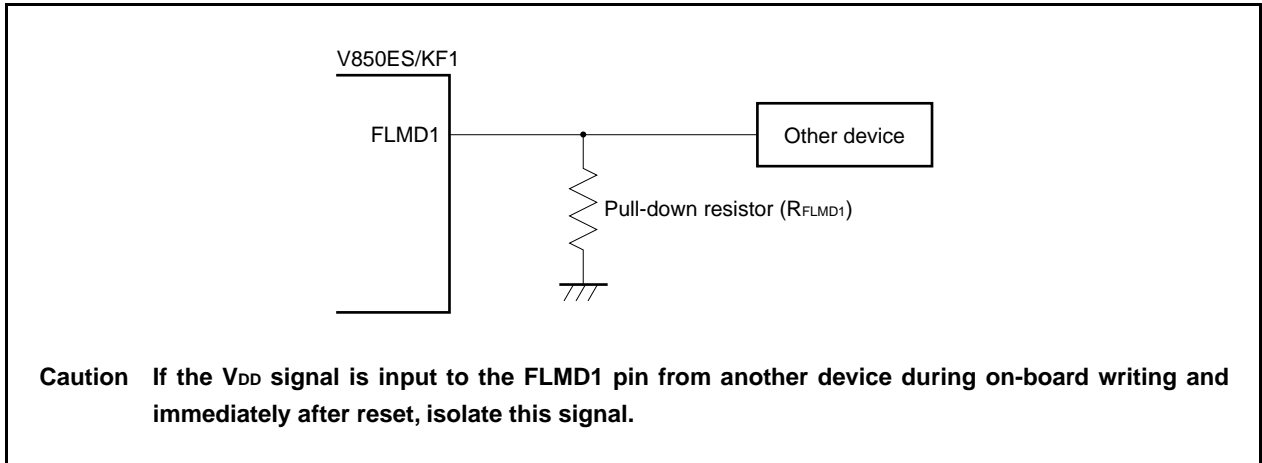 V850ES/KF1
FLMD1
Other device
Pull-down resistor (RFLMD1)
Caution If the VDD signal is input to the FLMD1 pin from another device during on-board writing and
immediately after reset, isolate this signal.